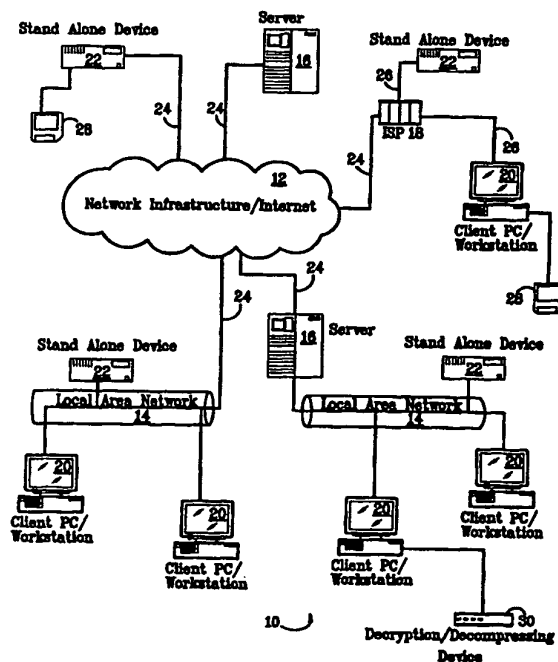 Server
Stand Alone Device
22
16
Stand Alone Device
22
26
28
24
24
ISP 18
24
26
12
Network Infrastructure/Internet
20
Client PC/
Workstation
28
24
24
16
Server
Stand Alone Device
22
Stand Alone Device
22
Local Area Network
14
Local Area Network
14
20
Client PC/
Workstation
20
Client PC/
Workstation
20
Client PC/
Workstation
20
Client PC/
Workstation
10
30
Decryption/Decompressing
Device